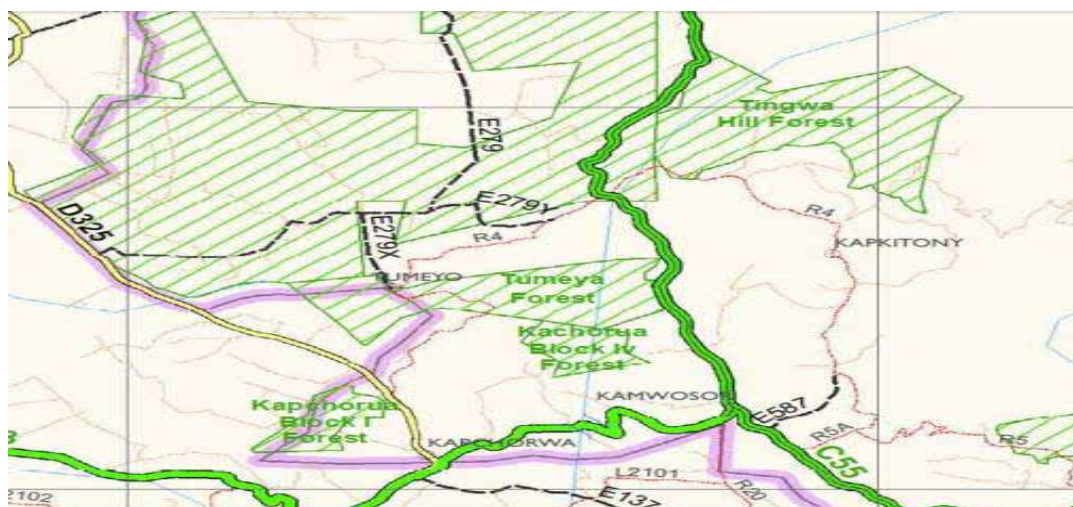 Tingwa
Hill Forest
E279
E279Y
R4
R4
D325
E279X
KAPKITONY
TUMEYO
Tumeya
Forest
Kachorua
Block Iv
Forest
KAMWOSOR
Kapchorua
Block I
Forest
E587
KAPCHORWA
R5A
R5
C55
L2101
R20
2102
E137